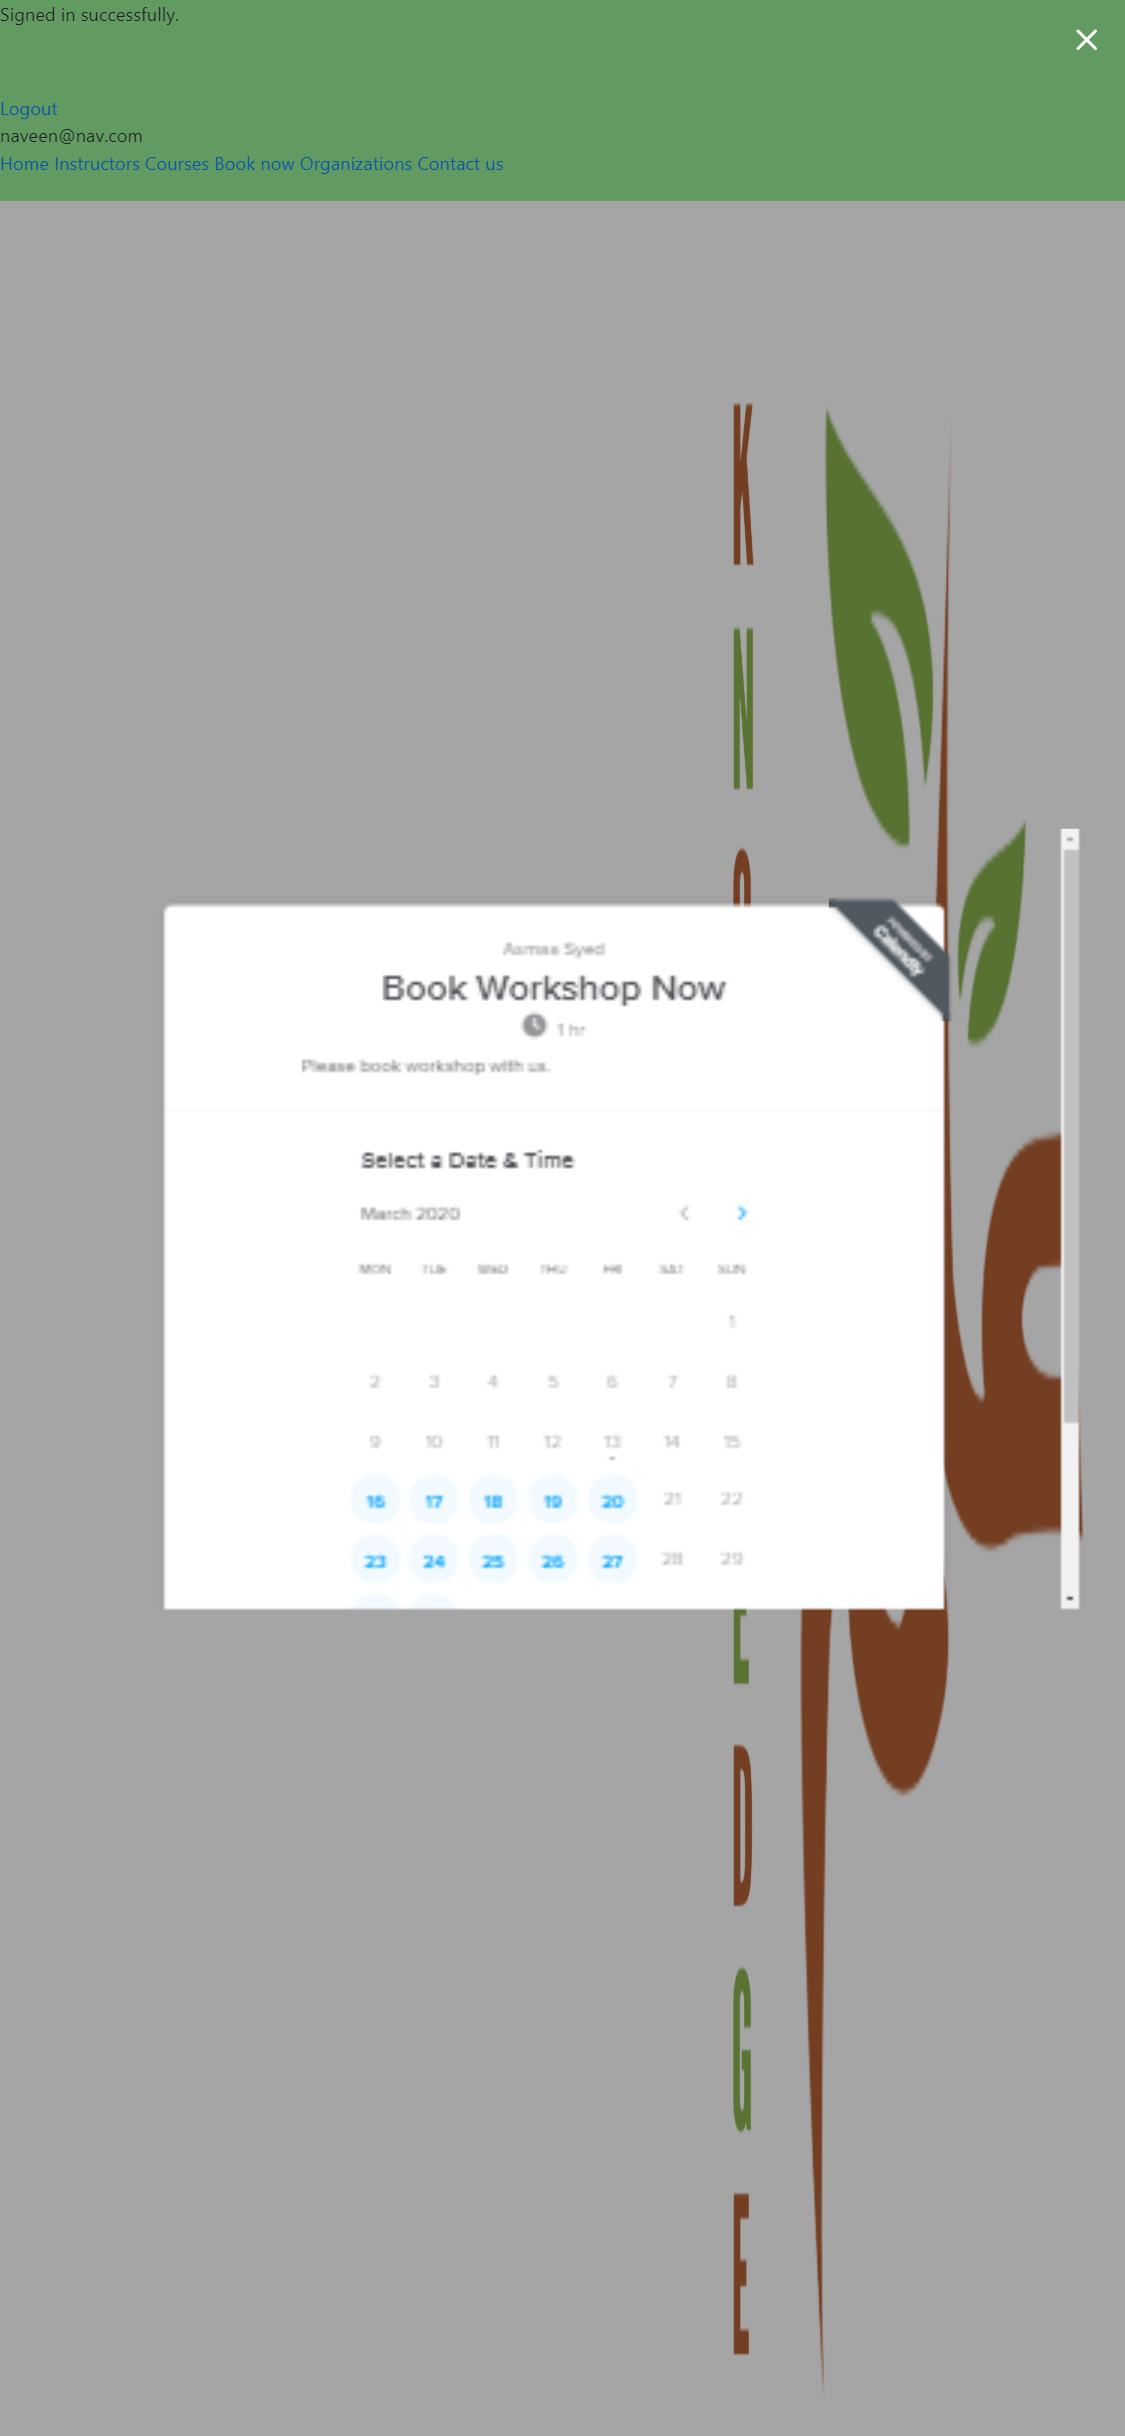 Signed in successfully.
Logout
naveen@nav.com
Home Instructors Courses Book now Organizations Contact us
K
N
E
D
G
E
POWERED BY
Calendly
Asmaa Syed
Book Workshop Now
1 hr
Please book workshop with us.
Select a Date & Time
March 2020
MON TUE WED THU FRI SAT SUN
1
2 3 4 5 6 7 8
9 10 11 12 13 14 15
16 17 18 19 20 21 22
23 24 25 26 27 28 29